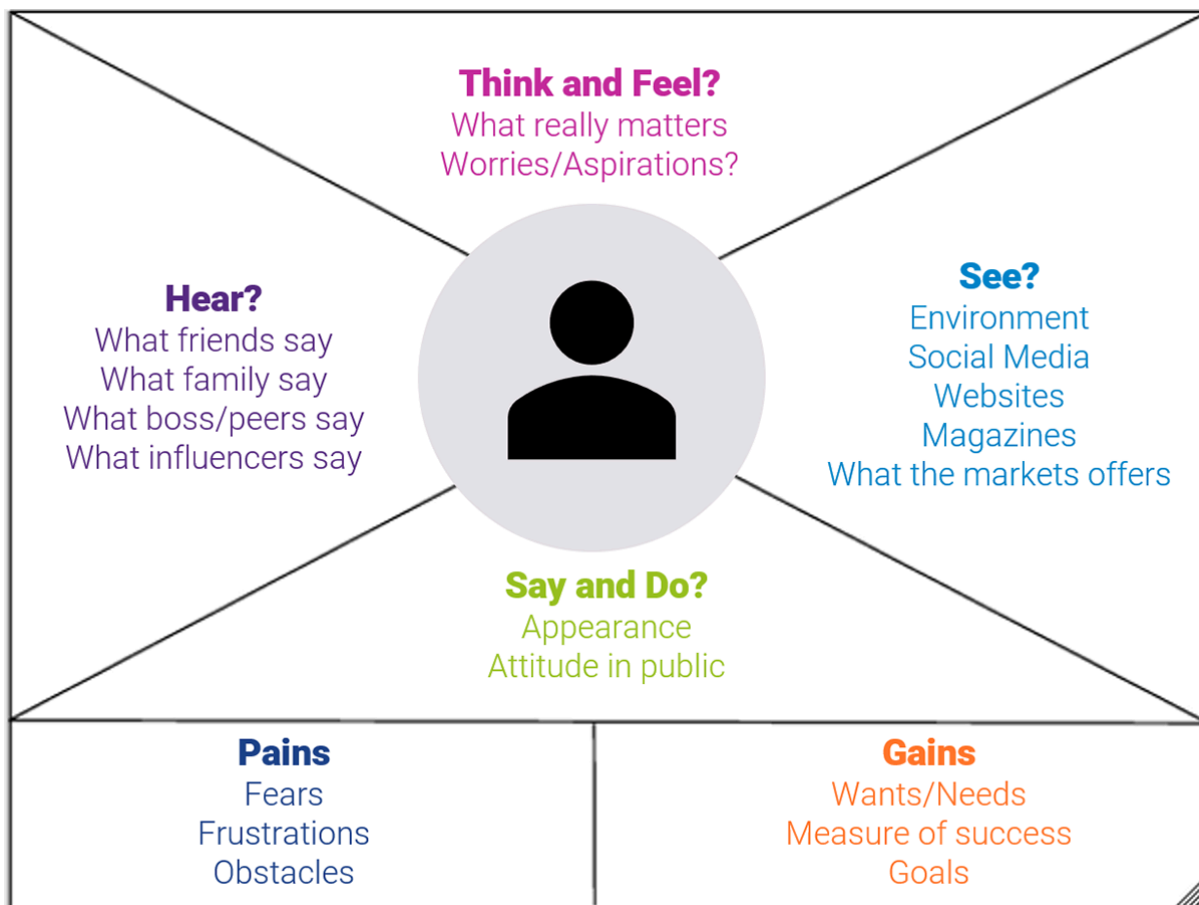 Think and Feel?
What really matters
Worries/Aspirations?
Hear?
What friends say
What family say
What boss/peers say
What influencers say
See?
Environment
Social Media
Websites
Magazines
What the markets offers
Say and Do?
Appearance
Attitude in public
Pains
Fears
Frustrations
Obstacles
Gains
Wants/Needs
Measure of success
Goals